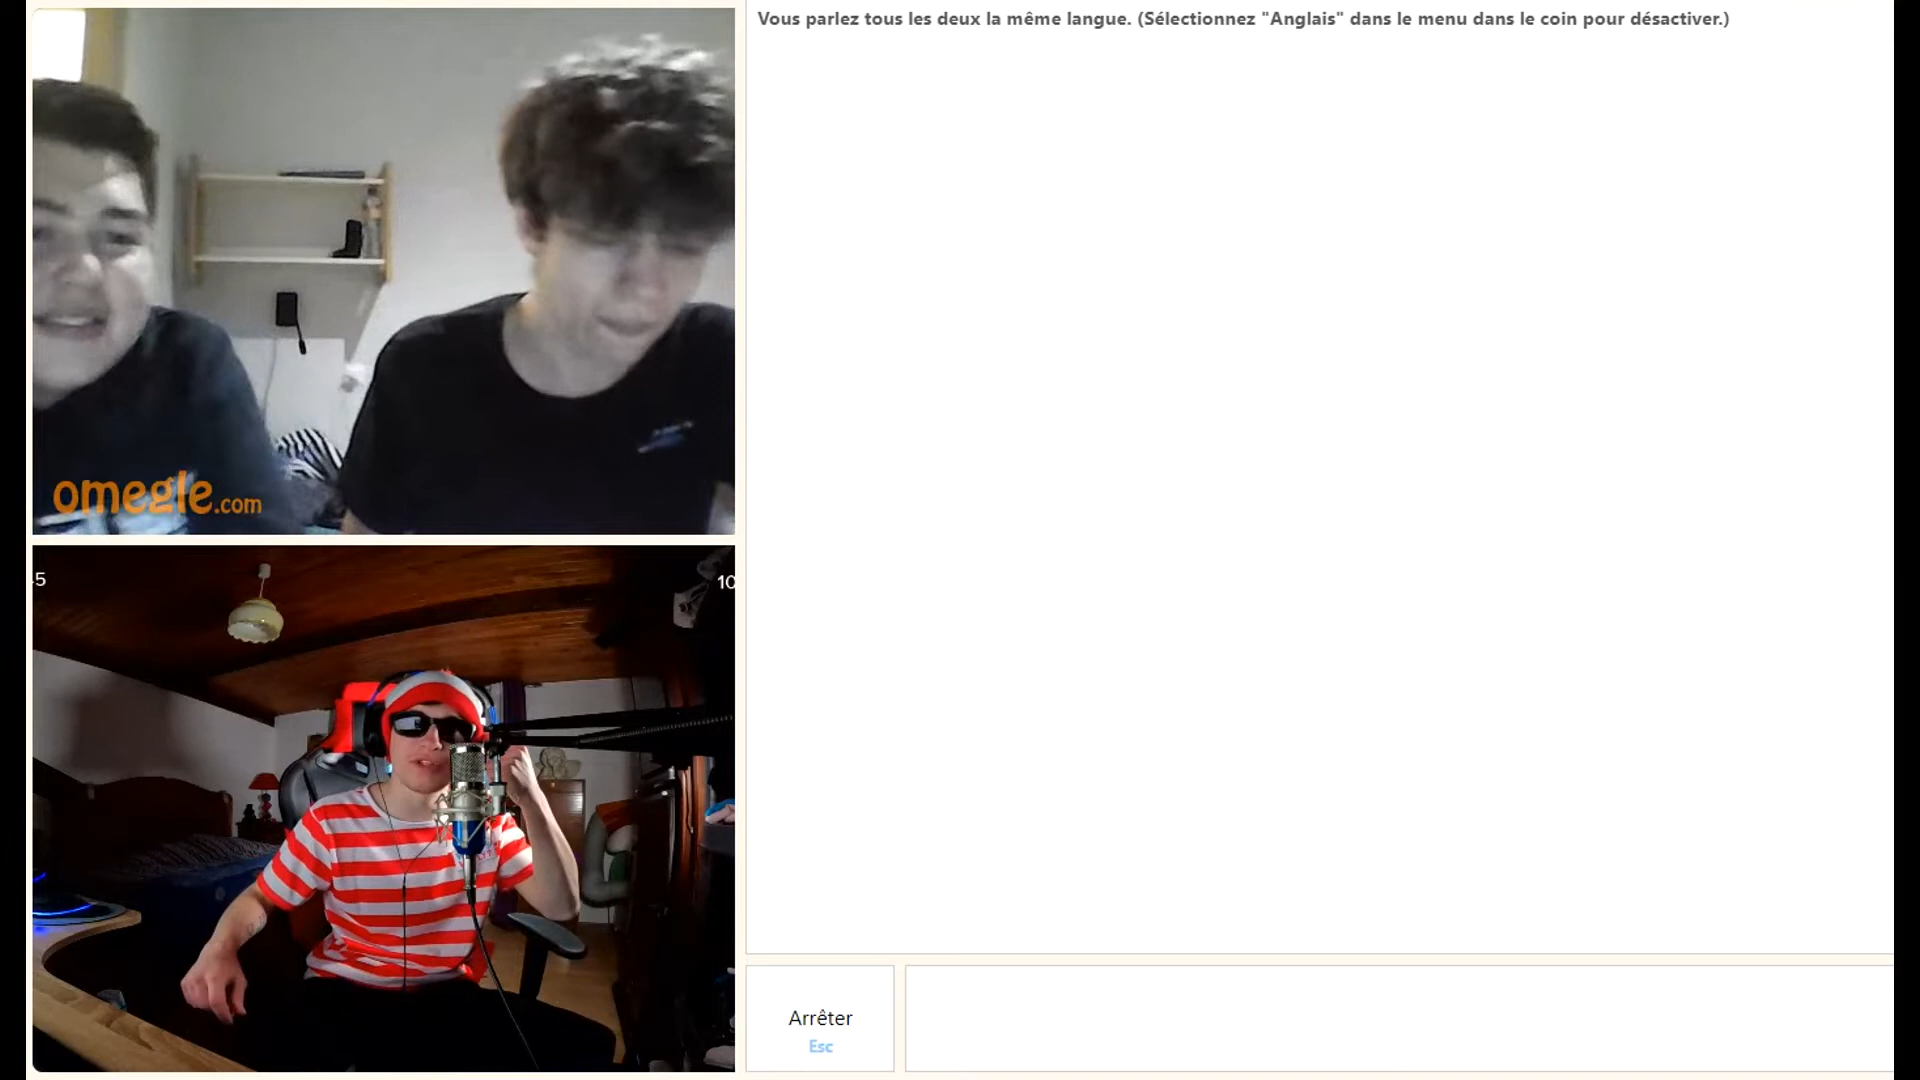 Vous parlez tous les deux la même langue. (Sélectionnez "Anglais" dans le menu dans le coin pour désactiver.)
omegle.com
5
10
Arrêter
Esc